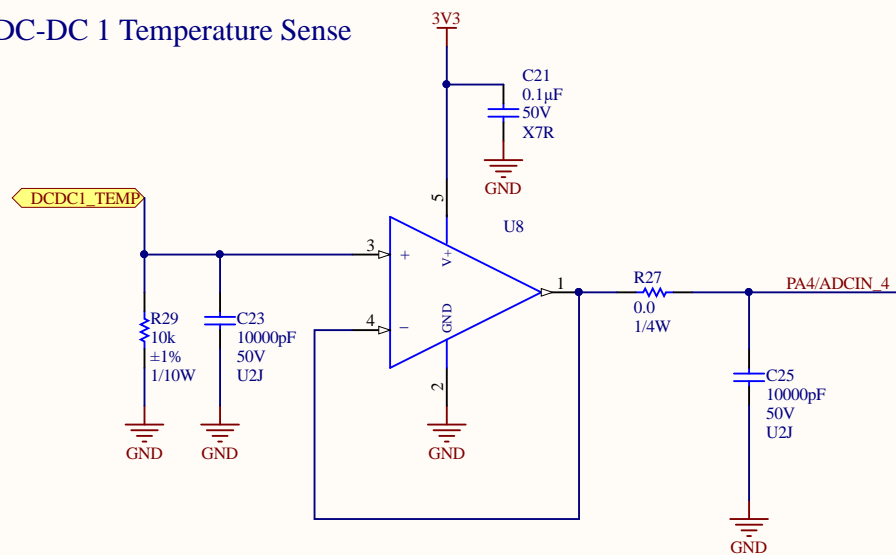 DC-DC 1 Temperature Sense
3V3
C21
0.1µF
50V
X7R
GND
DCDC1_TEMP
5
U8
3
+
V+
1
R27
0.0
1/4W
PA4/ADCIN_4
4
−
GND
2
R29
10k
±1%
1/10W
C23
10000pF
50V
U2J
C25
10000pF
50V
U2J
GND
GND
GND
GND